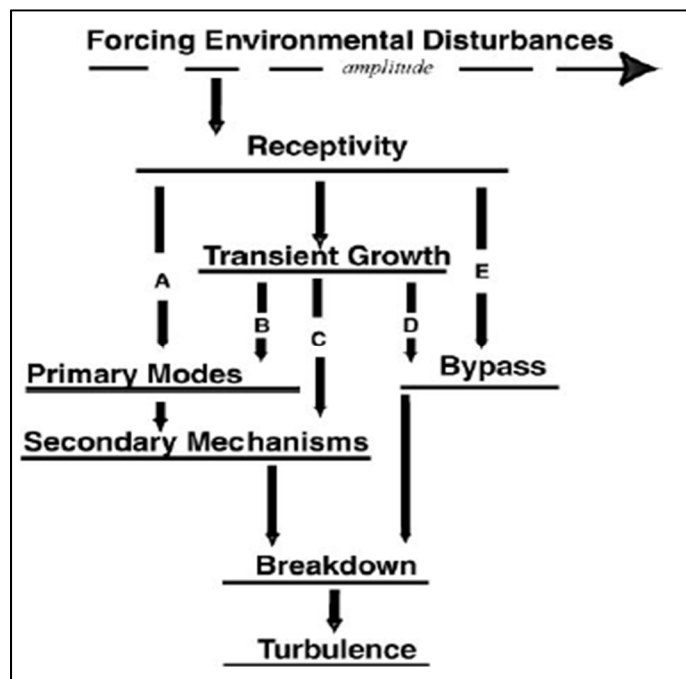 Forcing Environmental Disturbances
amplitude
Receptivity
Transient Growth
A
E
B
C
D
Primary Modes
Bypass
Secondary Mechanisms
Breakdown
Turbulence